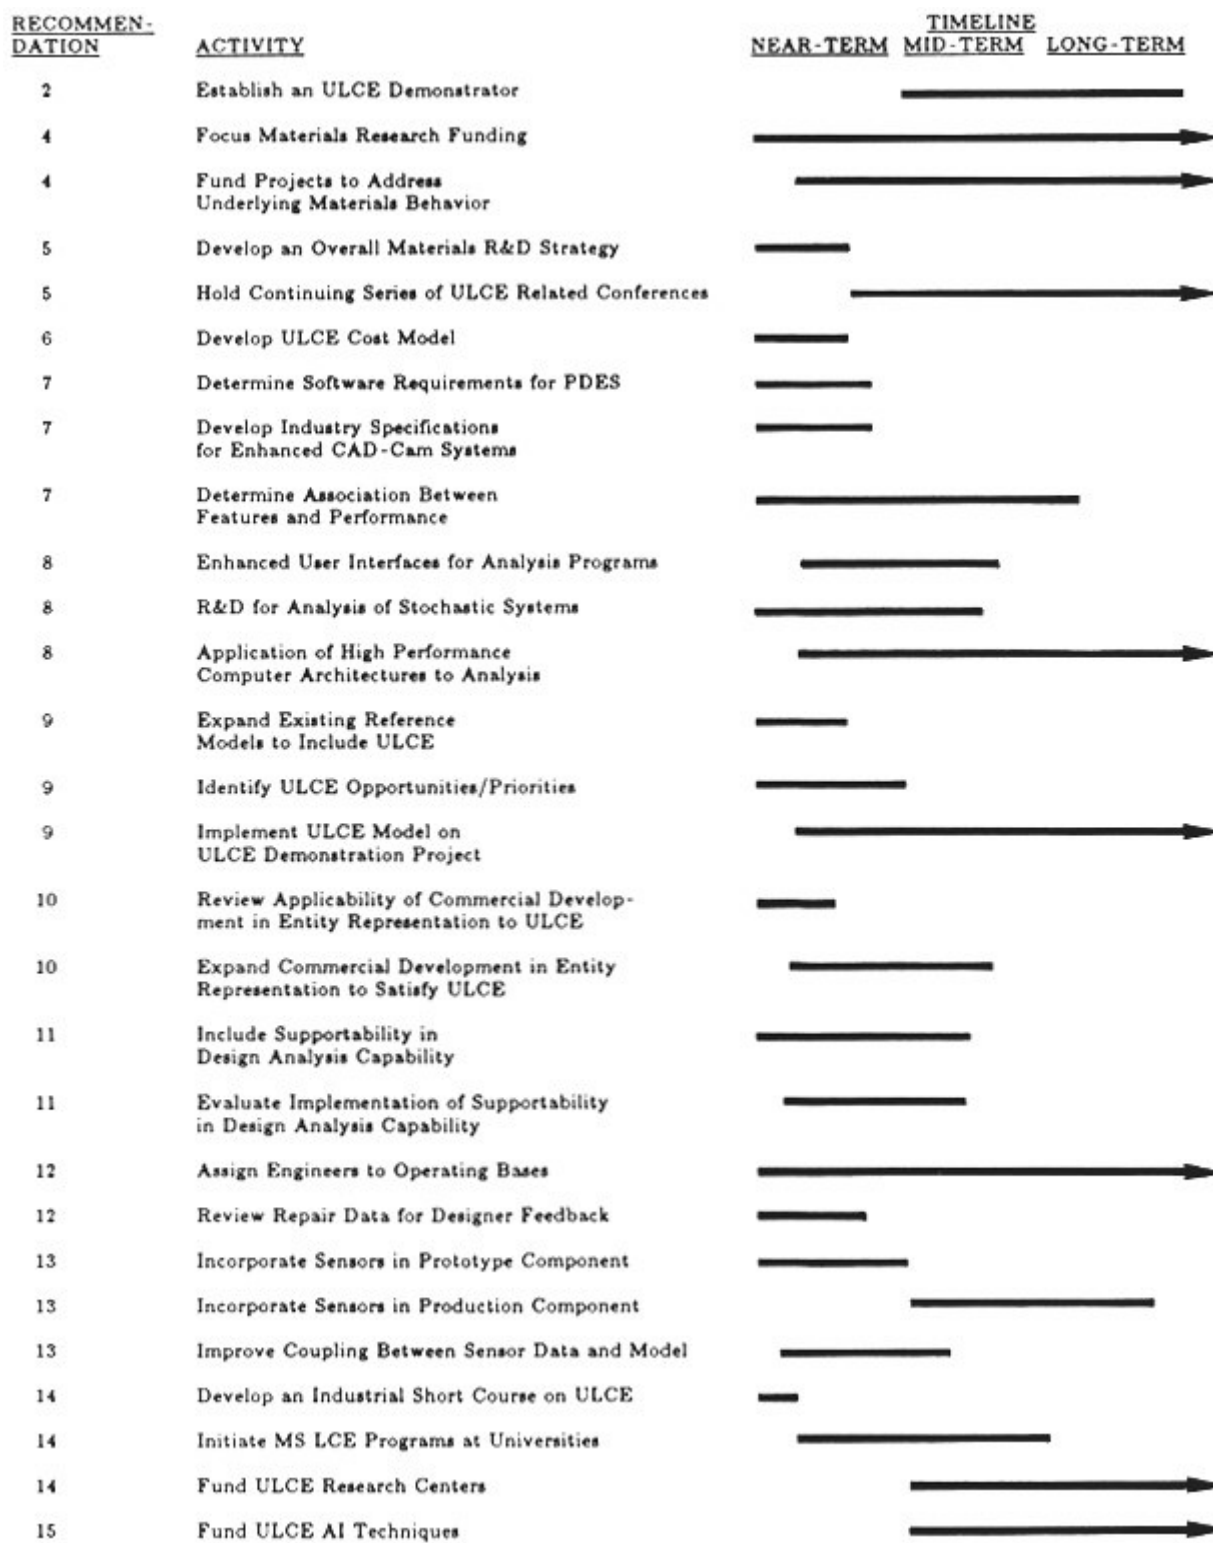 RECOMMEN-
DATION
ACTIVITY
TIMELINE
NEAR-TERM MID-TERM LONG-TERM
2 Establish an ULCE Demonstrator
4 Focus Materials Research Funding
4 Fund Projects to Address
Underlying Materials Behavior
5 Develop an Overall Materials R&D Strategy
5 Hold Continuing Series of ULCE Related Conferences
6 Develop ULCE Cost Model
7 Determine Software Requirements for PDES
7 Develop Industry Specifications
for Enhanced CAD-Cam Systems
7 Determine Association Between
Features and Performance
8 Enhanced User Interfaces for Analysis Programs
8 R&D for Analysis of Stochastic Systems
8 Application of High Performance
Computer Architectures to Analysis
9 Expand Existing Reference
Models to Include ULCE
9 Identify ULCE Opportunities/Priorities
9 Implement ULCE Model on
ULCE Demonstration Project
10 Review Applicability of Commercial Develop-
ment in Entity Representation to ULCE
10 Expand Commercial Development in Entity
Representation to Satisfy ULCE
11 Include Supportability in
Design Analysis Capability
11 Evaluate Implementation of Supportability
in Design Analysis Capability
12 Assign Engineers to Operating Bases
12 Review Repair Data for Designer Feedback
13 Incorporate Sensors in Prototype Component
13 Incorporate Sensors in Production Component
13 Improve Coupling Between Sensor Data and Model
14 Develop an Industrial Short Course on ULCE
14 Initiate MS LCE Programs at Universities
14 Fund ULCE Research Centers
15 Fund ULCE AI Techniques